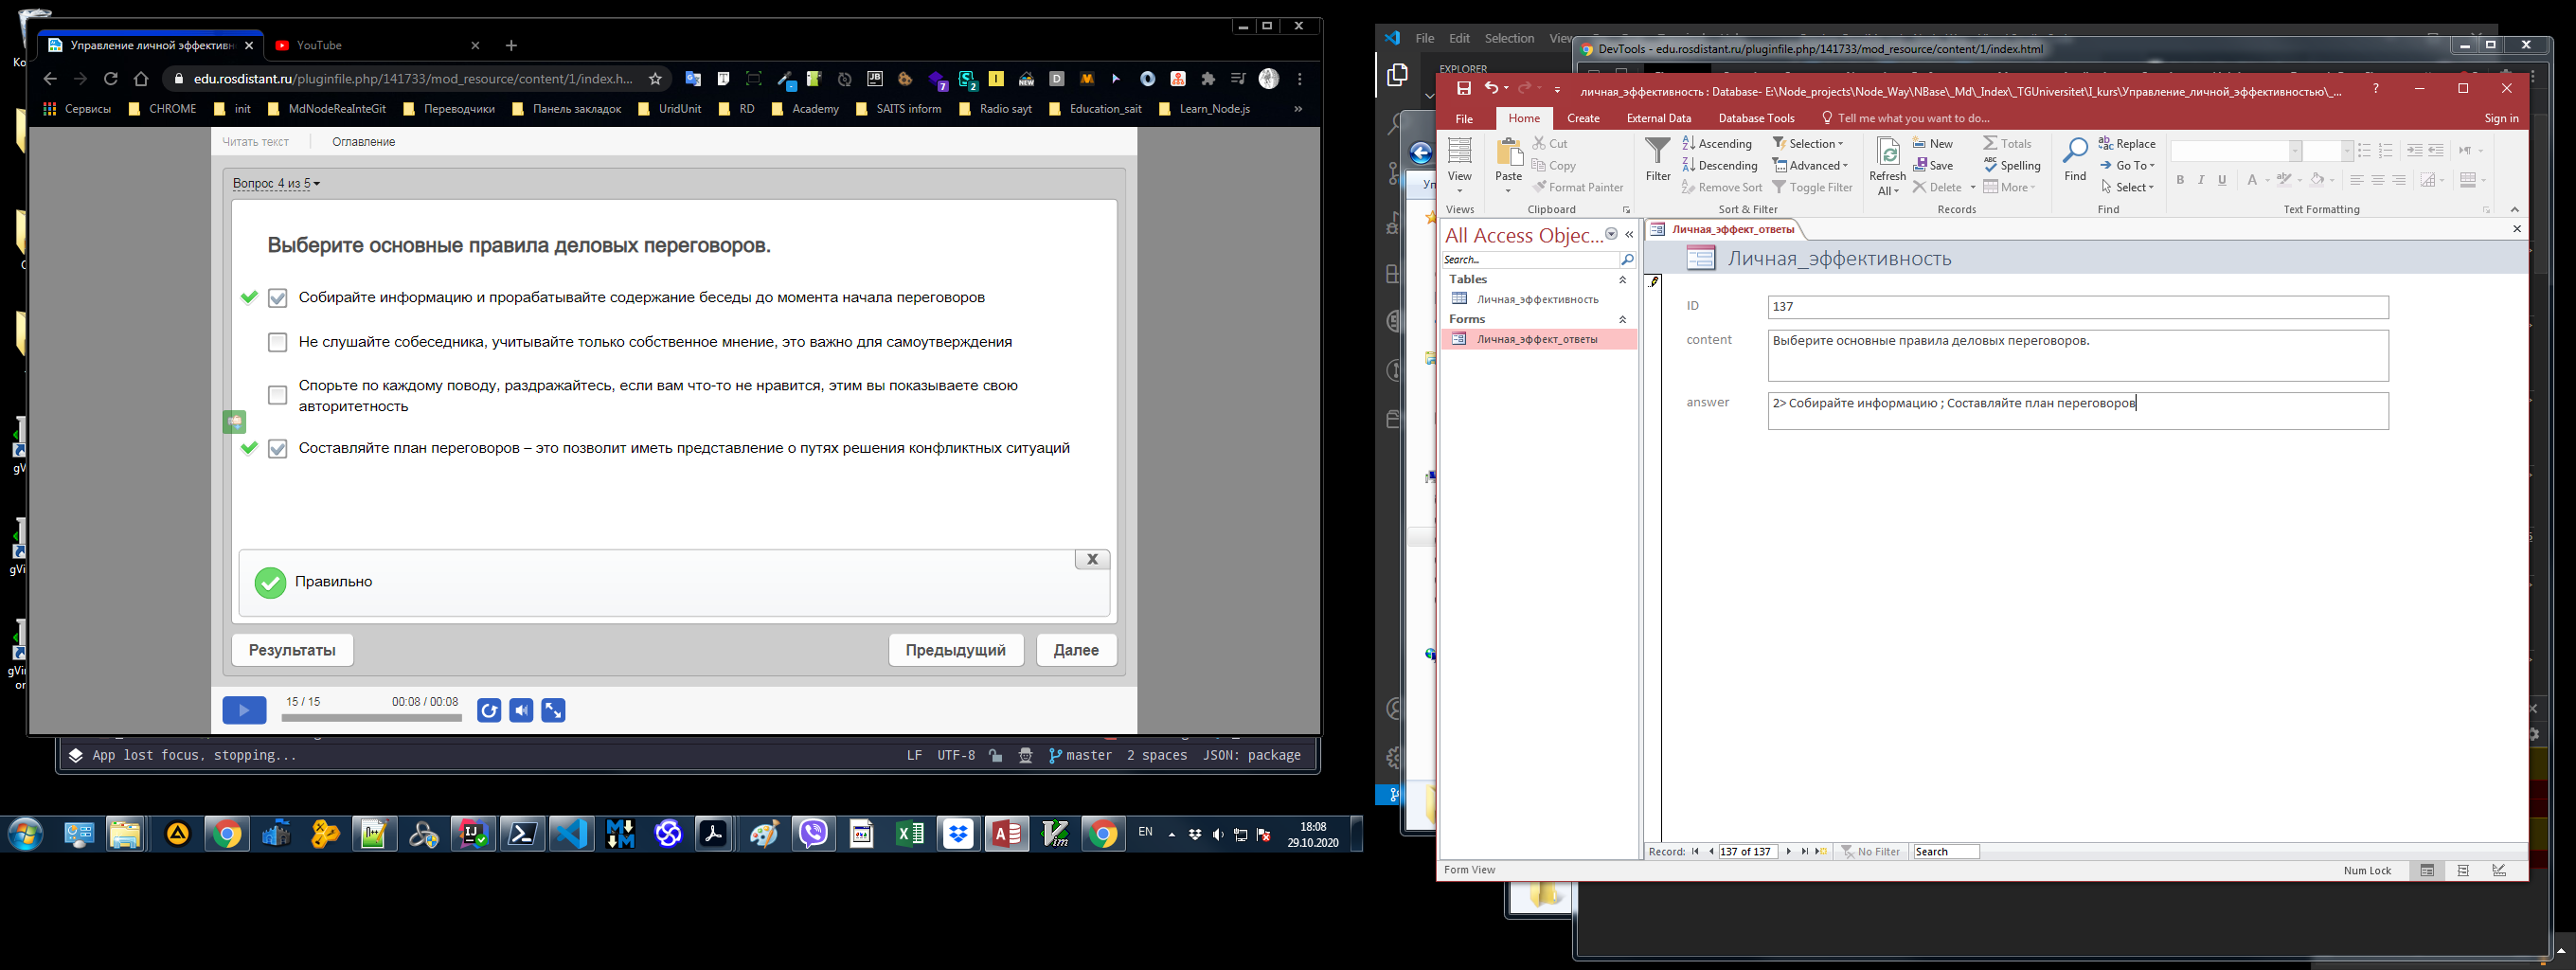 Управление личной эффективн
YouTube
edu.rosdistant.ru/pluginfile.php/141733/mod_resource/content/1/index.h...
Сервисы
CHROME
init
MdNodeReaInteGit
Переводчики
Панель закладок
UridUnit
RD
Academy
SAITS inform
Radio sayt
Education_sait
Learn_Node.js
Читать текст
Оглавление
Вопрос 4 из 5
Выберите основные правила деловых переговоров.
Собирайте информацию и прорабатывайте содержание беседы до момента начала переговоров
Не слушайте собеседника, учитывайте только собственное мнение, это важно для самоутверждения
Спорьте по каждому поводу, раздражайтесь, если вам что-то не нравится, этим вы показываете свою
авторитетность
Составляйте план переговоров – это позволит иметь представление о путях решения конфликтных ситуаций
X
Правильно
Результаты
Предыдущий
Далее
15 / 15
00:08 / 00:08
App lost focus, stopping...
LF
UTF-8
master
2 spaces
JSON: package
EN
18:08
29.10.2020
File
Edit
Selection
EXPLORER
DevTools - edu.rosdistant.ru/pluginfile.php/141733/mod_resource/content/1/index.html
личная_эффективность : Database- E:\Node_projects\Node_Way\NBase\_Md\_Index\_TGUniversitet\I_kurs\Управление_личной_эффективностью\_...
File
Home
Create
External Data
Database Tools
Tell me what you want to do...
Sign in
View
Views
Paste
Cut
Copy
Format Painter
Clipboard
Filter
Ascending
Descending
Remove Sort
Selection
Advanced
Toggle Filter
Sort & Filter
Refresh
All
New
Save
Delete
Totals
Spelling
More
Records
Find
Replace
Go To
Select
Find
B
I
U
A
Text Formatting
All Access Objec...
Search...
Tables
Личная_эффективность
Forms
Личная_эффект_ответы
Личная_эффект_ответы
Личная_эффективность
ID
137
content
Выберите основные правила деловых переговоров.
answer
2> Собирайте информацию ; Составляйте план переговоров
Record:
137 of 137
No Filter
Search
Form View
Num Lock